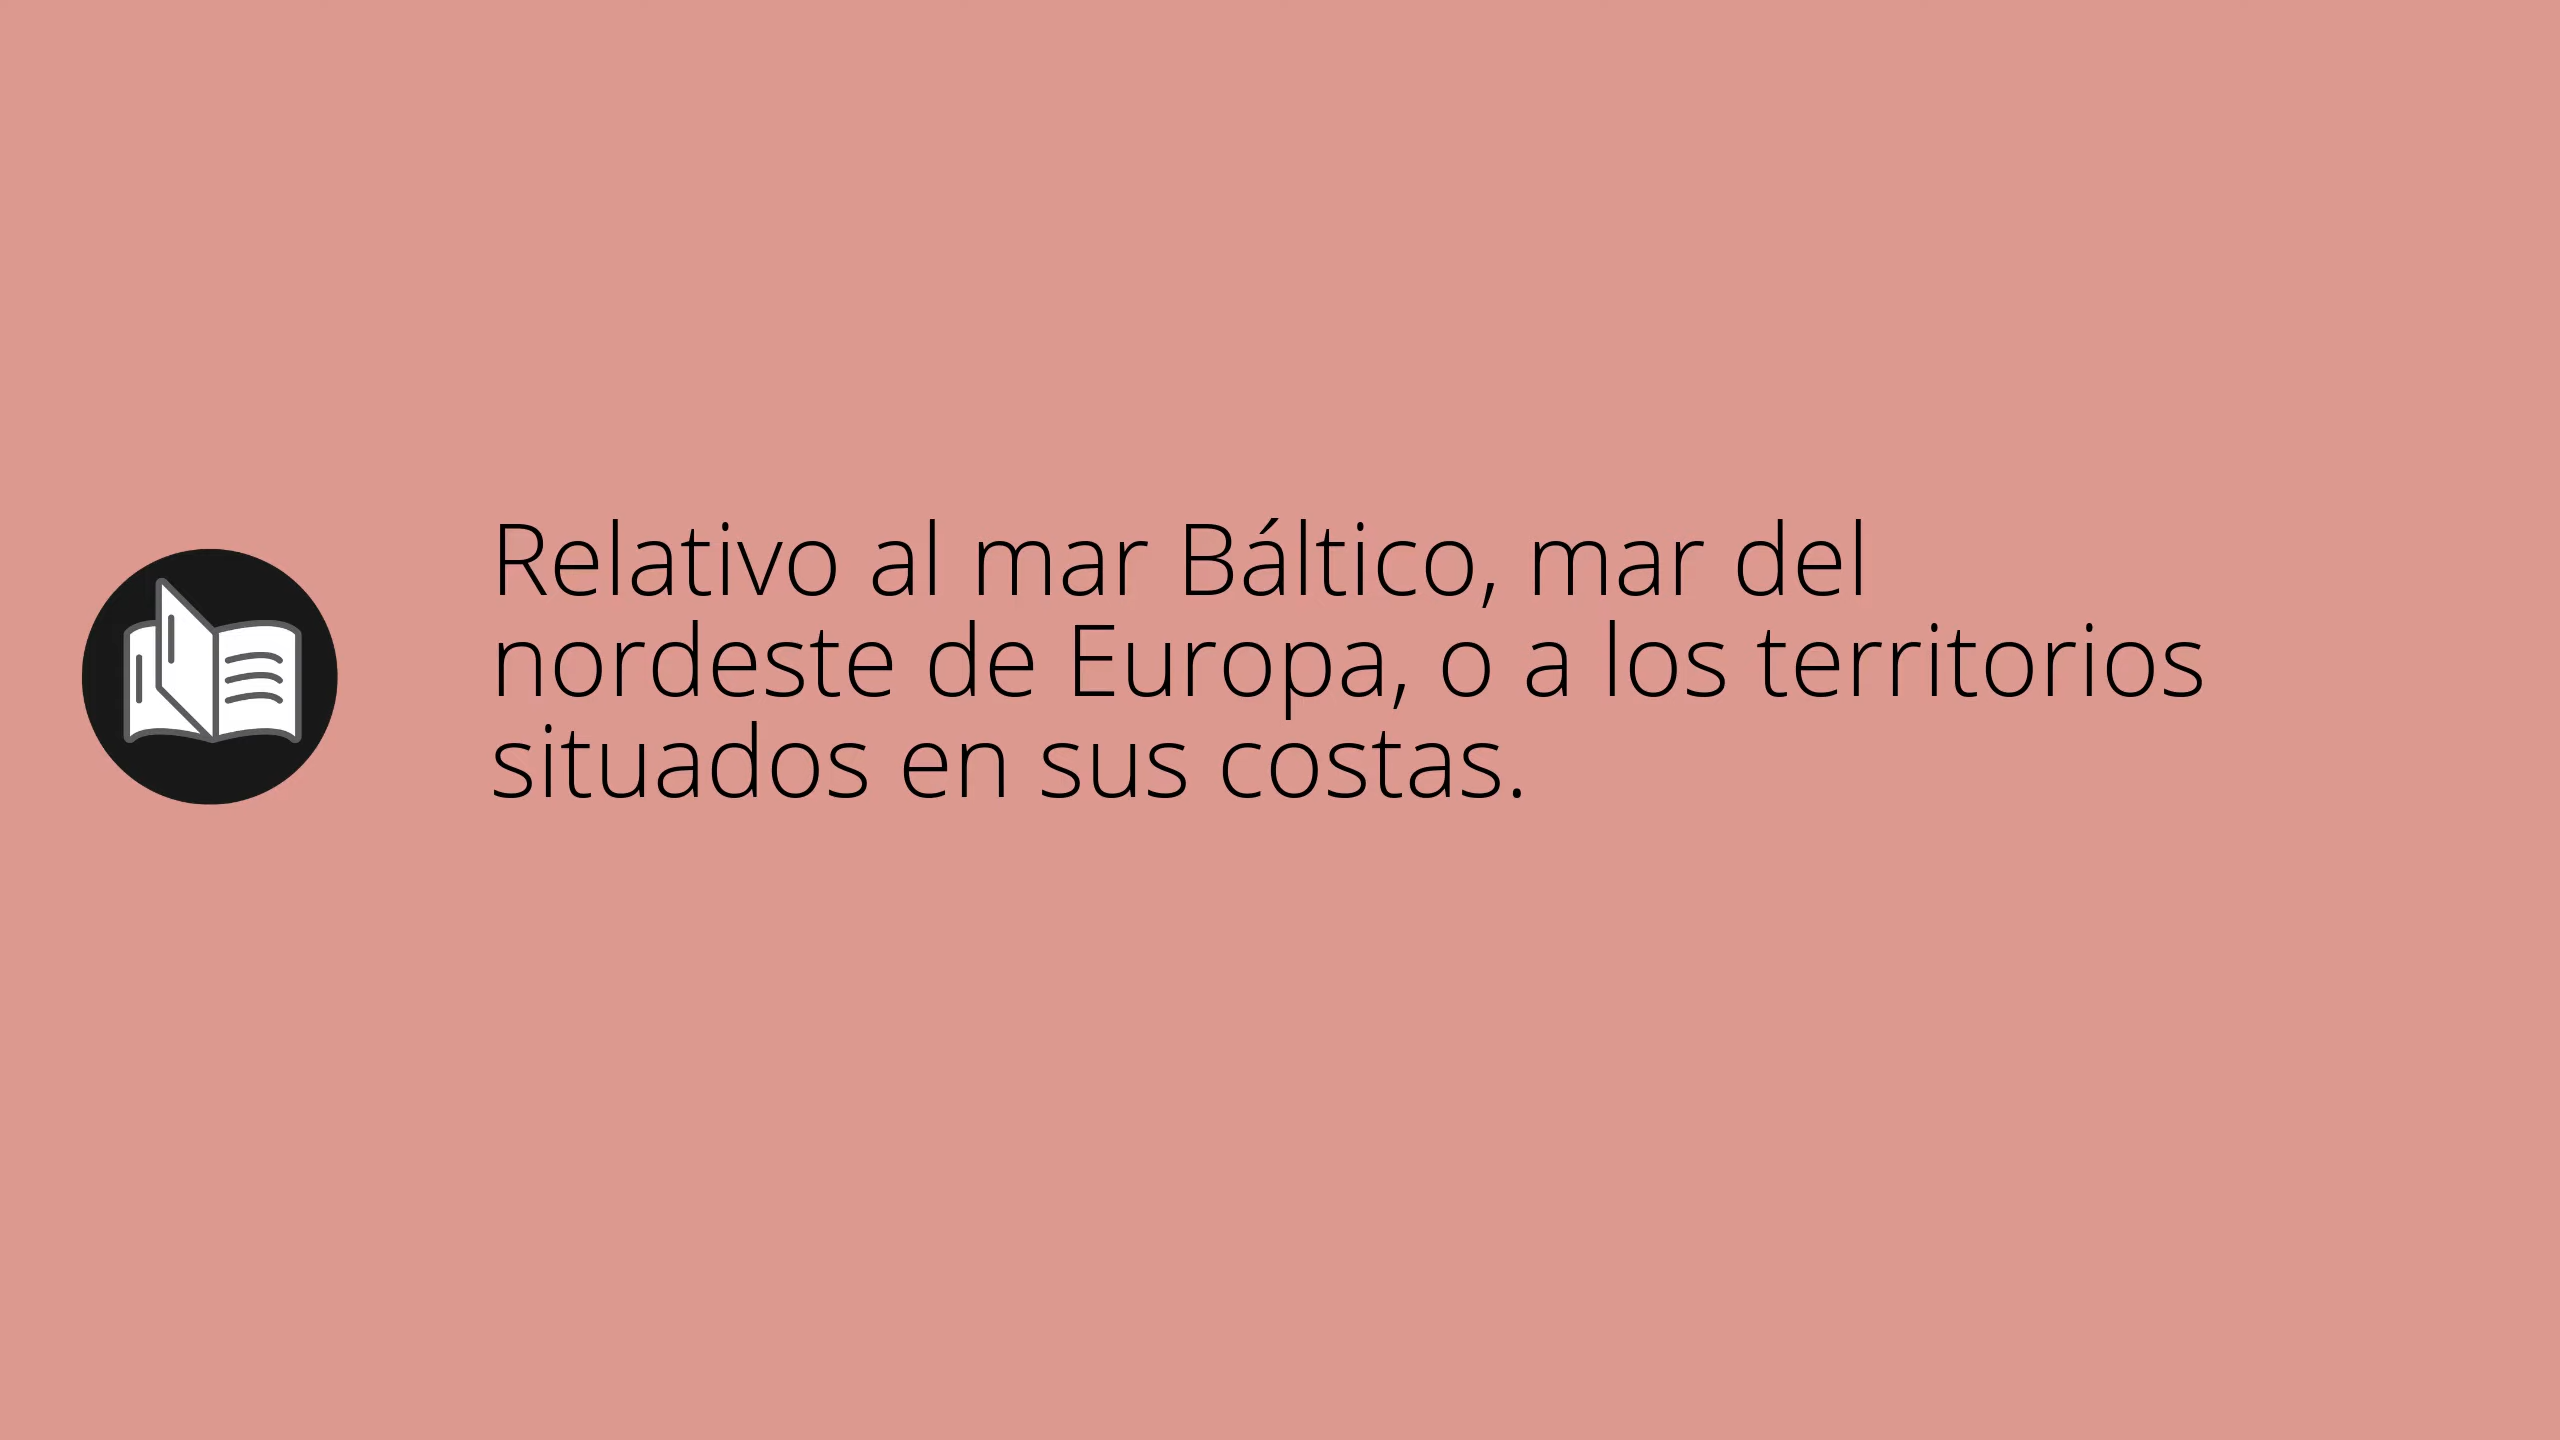 Relativo al mar Báltico, mar del
nordeste de Europa, o a los territorios
situados en sus costas.